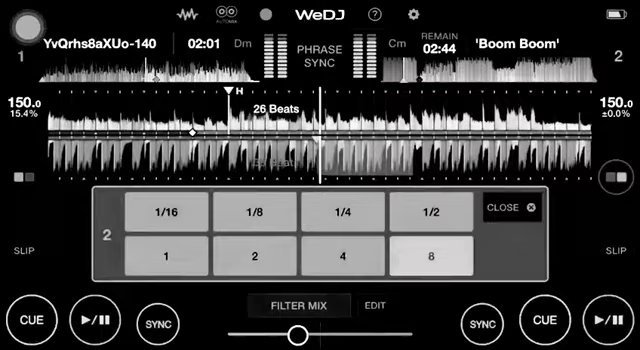 AUTOMIX
WeDJ
?
YvQrhs8aXUo-140
02:01
Dm
PHRASE
SYNC
Cm
REMAIN
02:44
'Boom Boom'
1
2
H
26 Beats
150.0
15.4%
150.0
±0.0%
2
1/16
1/8
1/4
1/2
CLOSE
1
2
4
8
SLIP
SLIP
FILTER MIX
EDIT
CUE
SYNC
SYNC
CUE